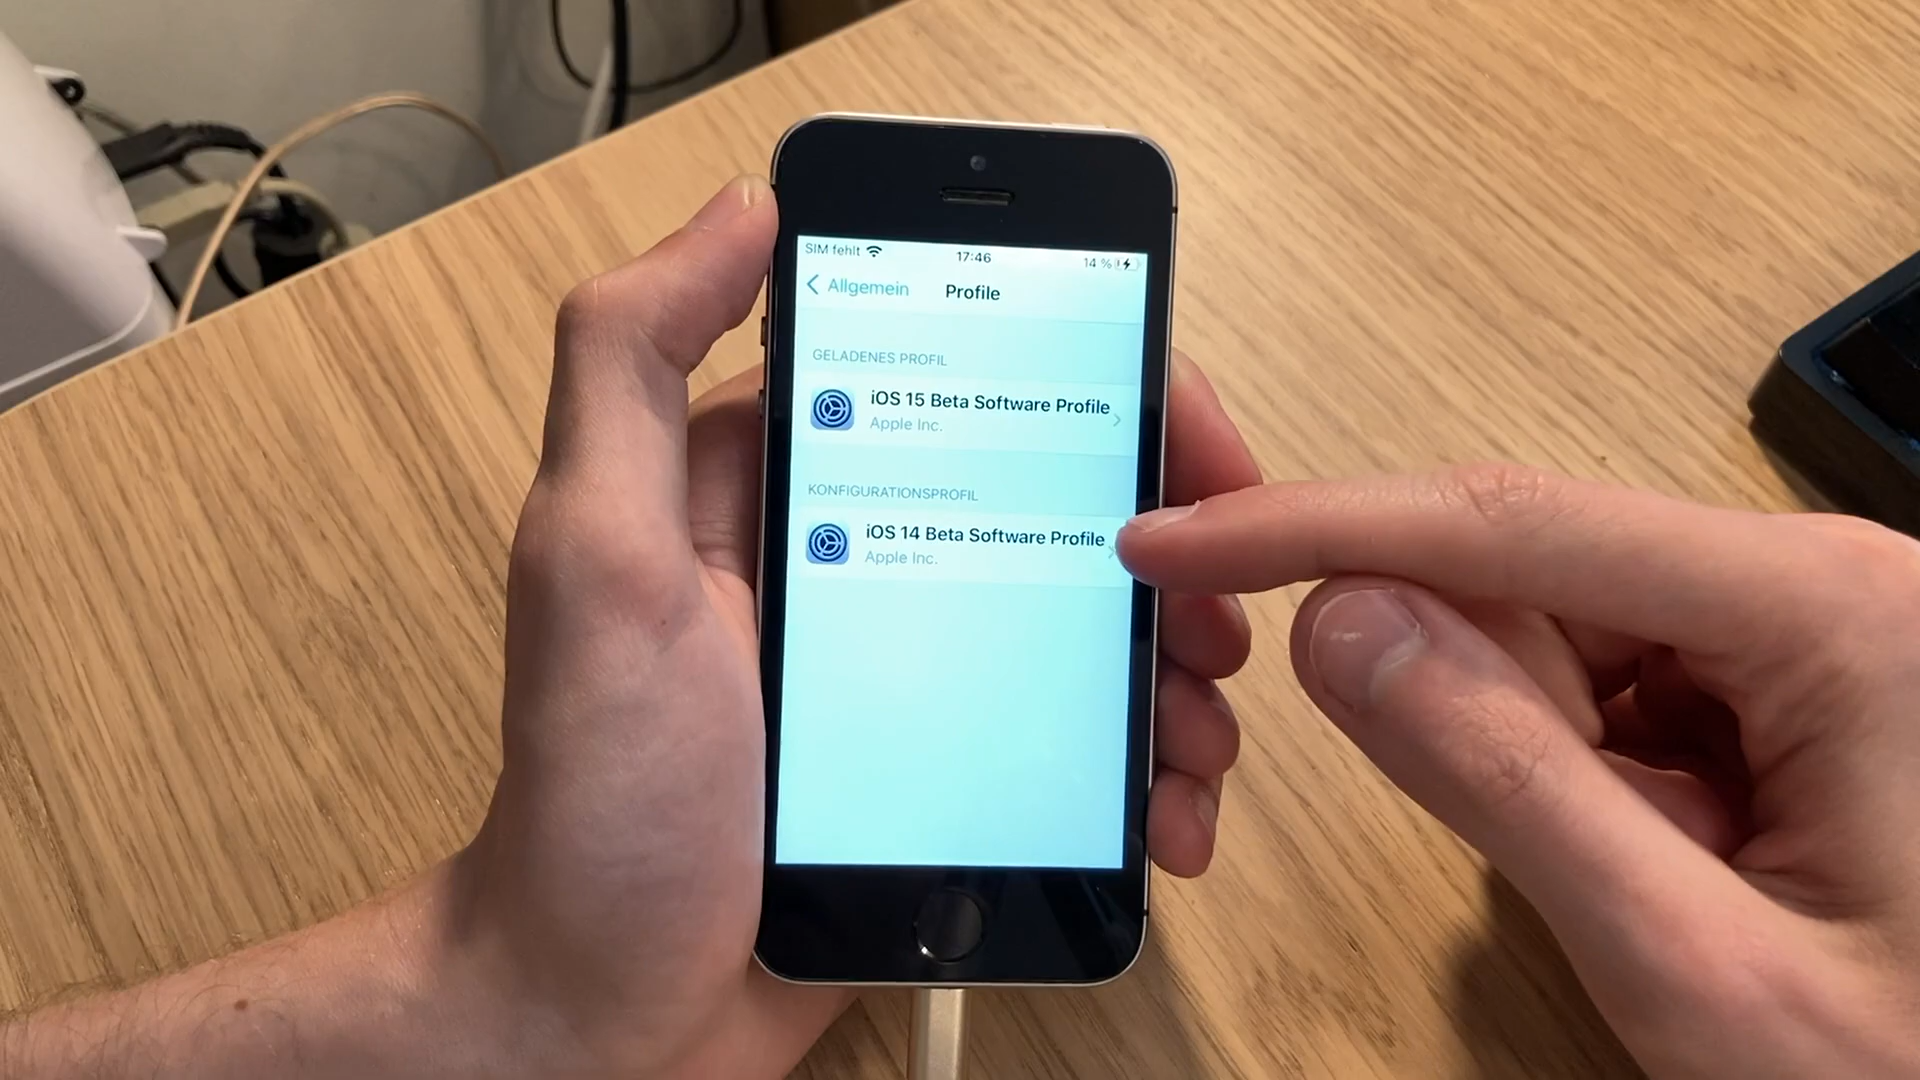 SIM fehlt 17:46 14 %
Allgemein Profile
GELADENES PROFIL
iOS 15 Beta Software Profile
Apple Inc.
KONFIGURATIONSPROFIL
iOS 14 Beta Software Profile
Apple Inc.